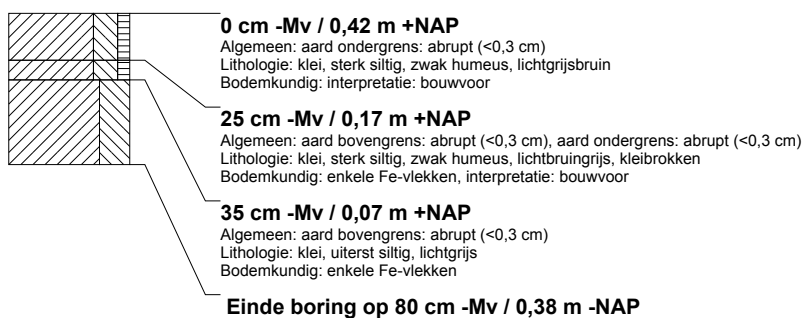 0 cm -Mv / 0,42 m +NAP
Algemeen: aard ondergrens: abrupt (<0,3 cm)
Lithologie: klei, sterk siltig, zwak humeus, lichtgrijsbruin
Bodemkundig: interpretatie: bouwvoor
25 cm -Mv / 0,17 m +NAP
Algemeen: aard bovengrens: abrupt (<0,3 cm), aard ondergrens: abrupt (<0,3 cm)
Lithologie: klei, sterk siltig, zwak humeus, lichtbruingrijs, kleibrokken
Bodemkundig: enkele Fe-vlekken, interpretatie: bouwvoor
35 cm -Mv / 0,07 m +NAP
Algemeen: aard bovengrens: abrupt (<0,3 cm)
Lithologie: klei, uiterst siltig, lichtgrijs
Bodemkundig: enkele Fe-vlekken
Einde boring op 80 cm -Mv / 0,38 m -NAP